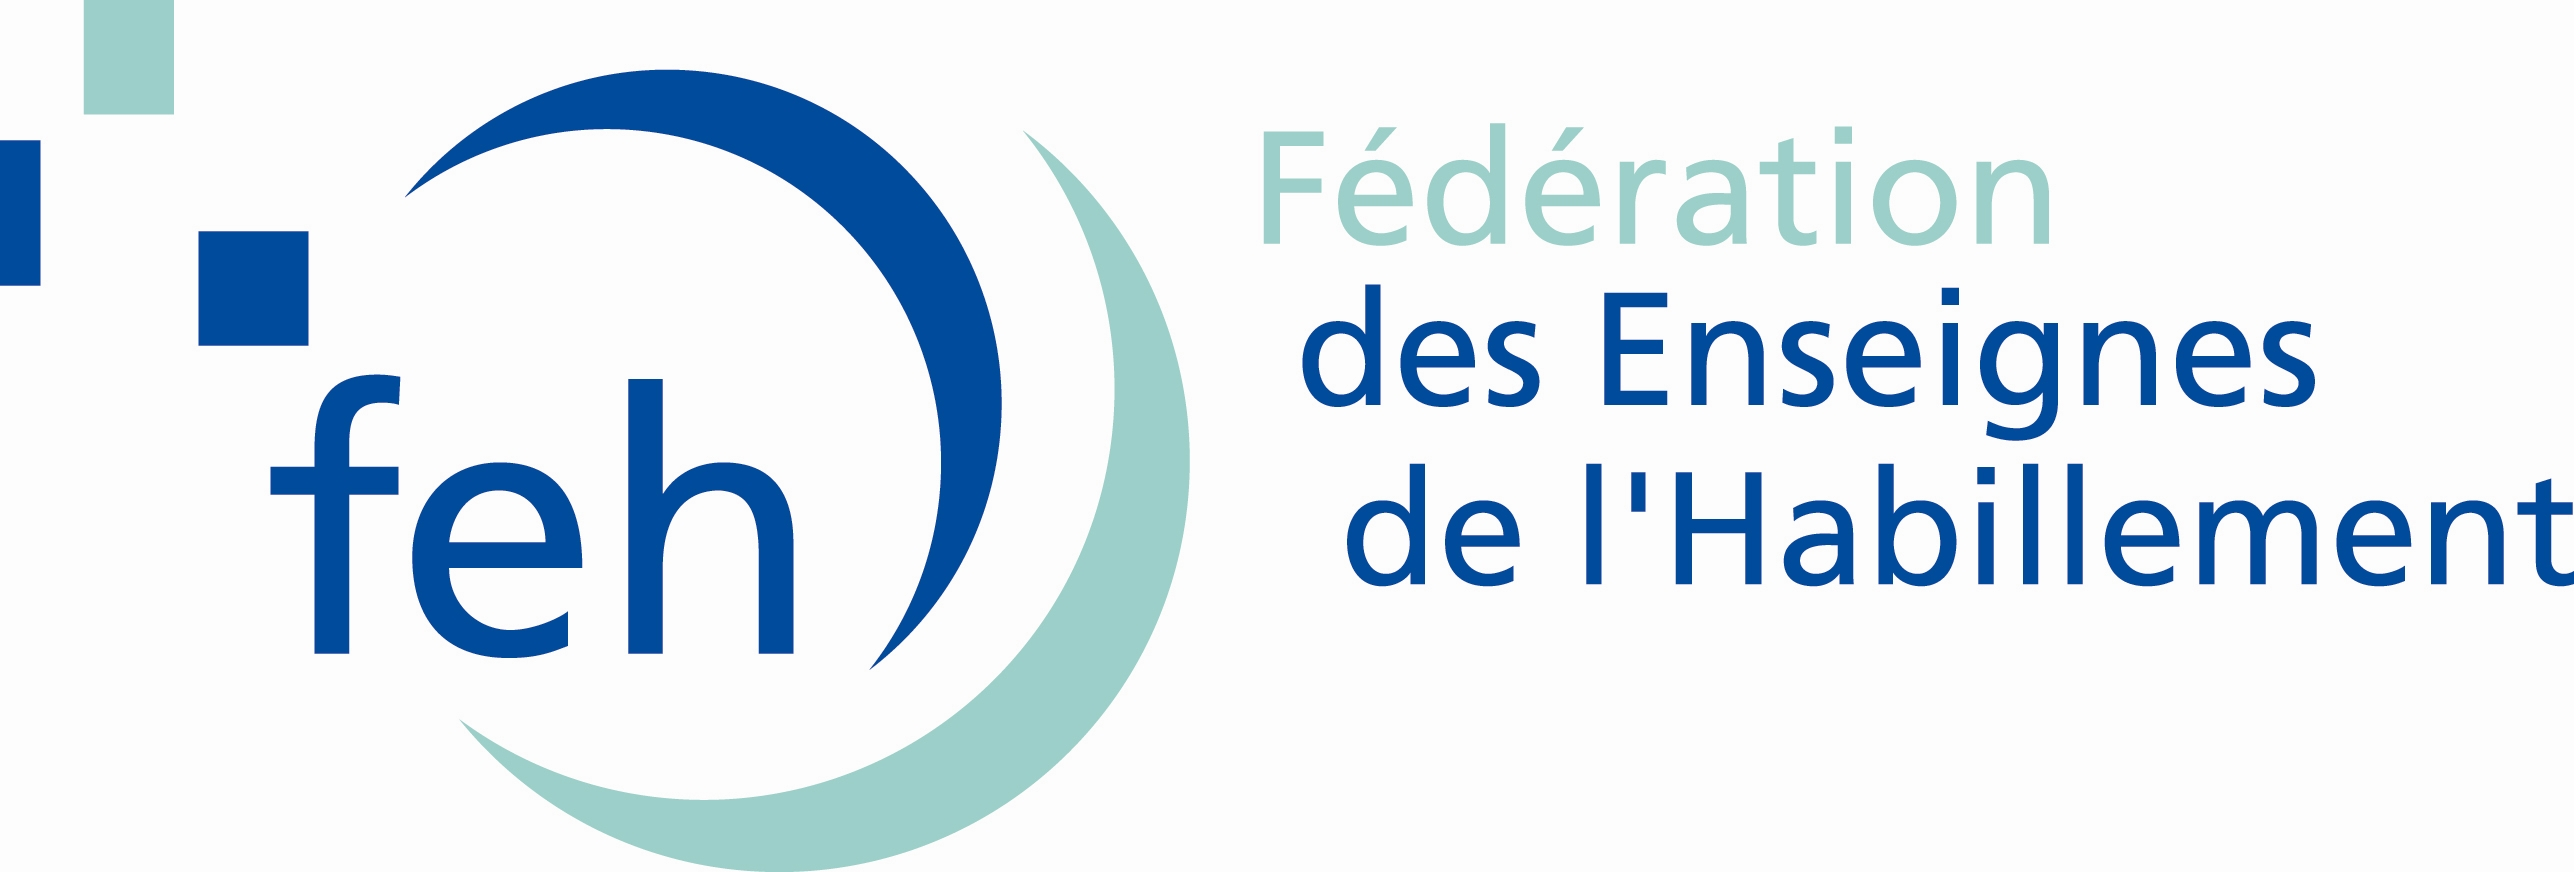 feh
Fédération
des Enseignes
de l'Habillement